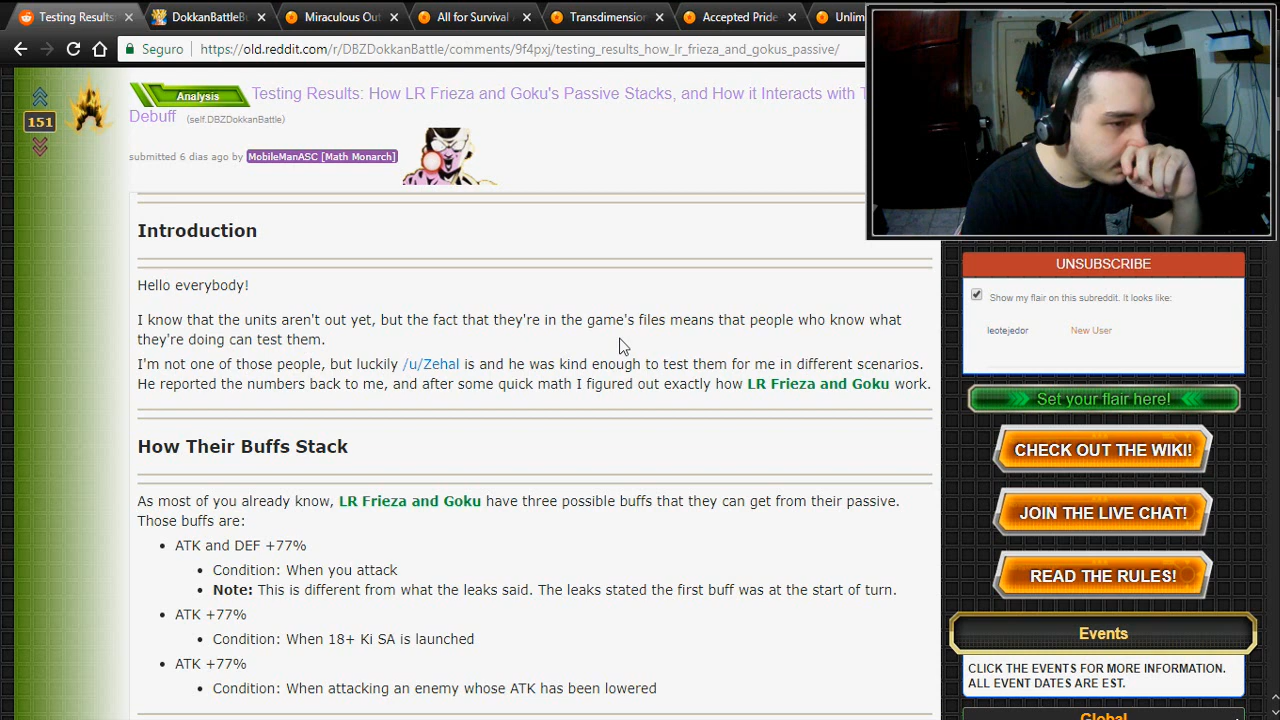 Testing Results
DokkanBattleB
Miraculous Out
All for Survival
Transdimension
Accepted Pride
Unlim
Seguro
https://old.reddit.com/r/DBZDokkanBattle/comments/9f4pxj/testing_results_how_lr_frieza_and_gokus_passive/
151
Analysis
Testing Results: How LR Frieza and Goku's Passive Stacks, and How it Interacts with T
Debuff (self.DBZDokkanBattle)
submitted 6 dias ago by MobileManASC [Math Monarch]
Introduction
Hello everybody!
I know that the units aren't out yet, but the fact that they're in the game's files means that people who know what
they're doing can test them.
I'mnot one of those people, but luckily /u/Zehal is and he was kind enough to test them for me in different scenarios.
He reported the numbers back to me, and after some quick math I figured out exactly how LR Frieza and Goku work.
How Their Buffs Stack
As most of you already know, LR Frieza and Goku have three possible buffs that they can get from their passive.
Those buffs are:
ATK and DEF +77%
Condition: When you attack
Note: This is different from what the leaks said. The leaks stated the first buff was at the start of turn.
ATK +77%
Condition: When 18+ Ki SA is launched
ATK +77%
Condition: When attacking an enemy whose ATK has been lowered
UNSUBSCRIBE
Show my flair on this subreddit. It looks like:
leotejedor New User
Set your flair here!
CHECK OUT THE WIKI!
JOIN THE LIVE CHAT!
READ THE RULES!
Events
CLICK THE EVENTS FOR MORE INFORMATION.
ALL EVENT DATES ARE EST.
Global